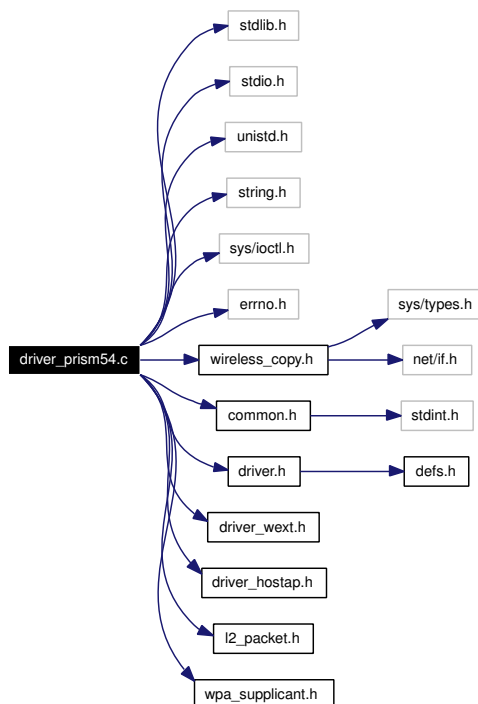 stdlib.h
stdio.h
unistd.h
string.h
sys/ioctl.h
errno.h
sys/types.h
driver_prism54.c
wireless_copy.h
net/if.h
common.h
stdint.h
driver.h
defs.h
driver_wext.h
driver_hostap.h
l2_packet.h
wpa_supplicant.h